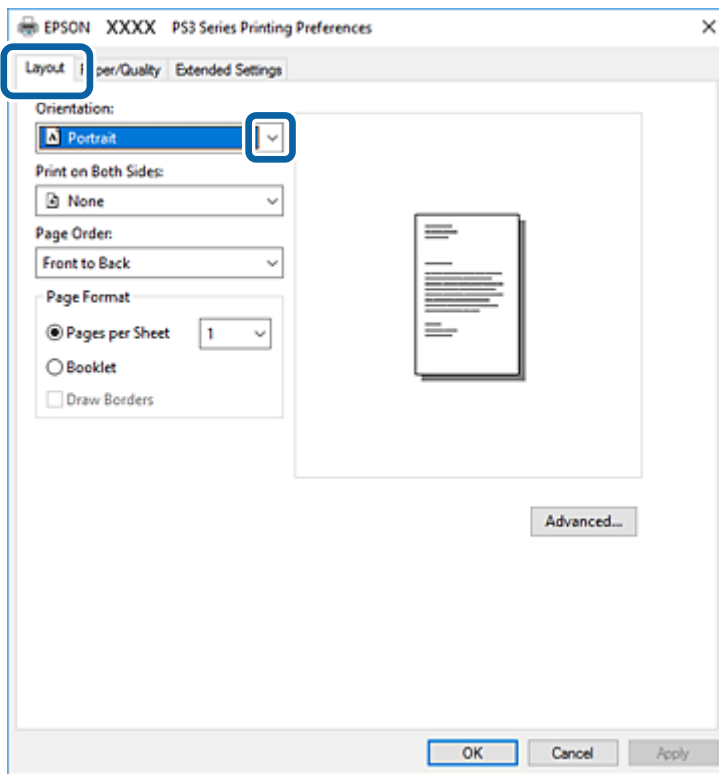 EPSON XXXX PS3 Series Printing Preferences
Layout per/Quality Extended Settings
Orientation:
A Portrait
Print on Both Sides:
None
Page Order:
Front to Back
Page Format
Pages per Sheet 1
Booklet
Draw Borders
Advanced...
OK Cancel Apply